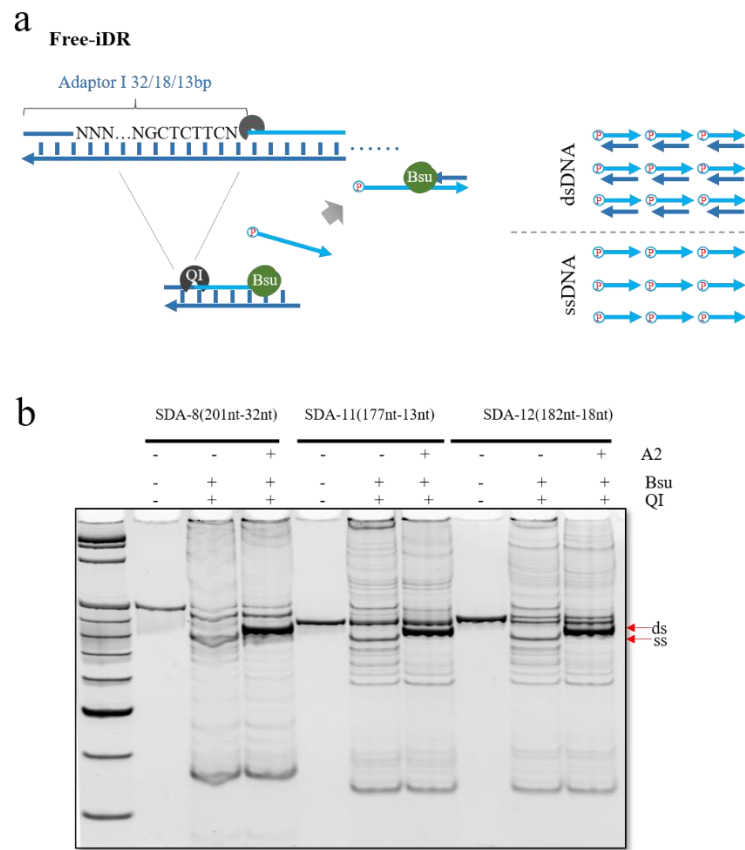 a
Free-iDR
Adaptor I 32/18/13bp
NNN...NGCTCTTCN
Bsu
QI
Bsu
P
P
dsDNA
P P P
P P P
P P P
ssDNA
P P P
P P P
P P P
b
SDA-8(201nt-32nt) SDA-11(177nt-13nt) SDA-12(182nt-18nt)
- - + - - + - - + A2
- + + - + + - + + Bsu
- + + - + + - + + QI
ds
ss